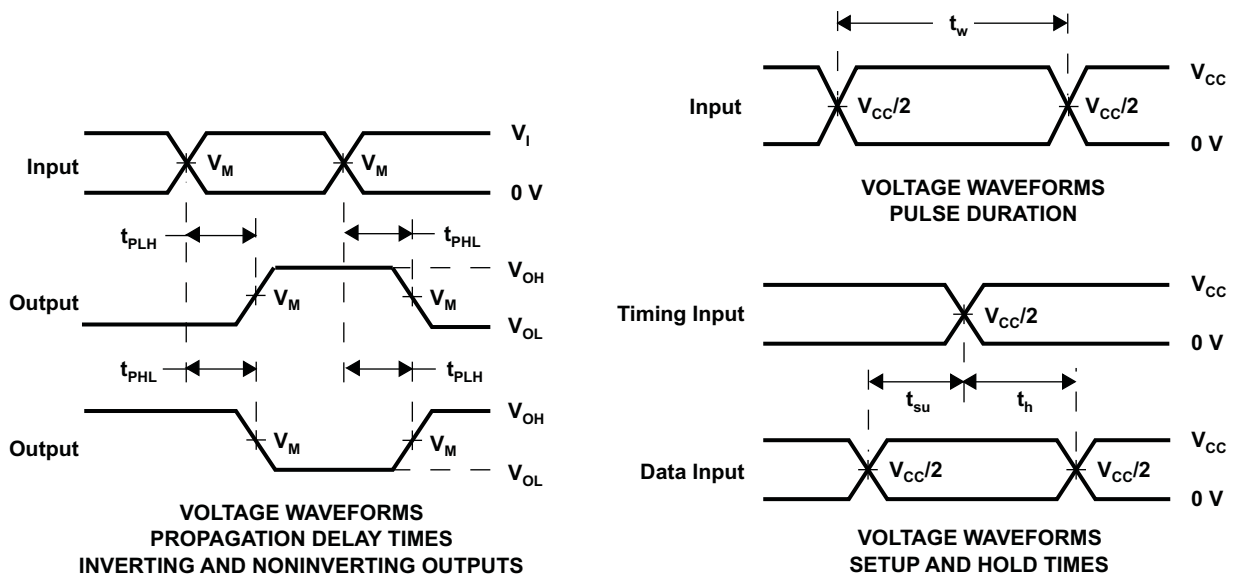 Input
V_M
V_M
V_I
0 V
t_PLH
t_PHL
Output
V_M
V_M
V_OH
V_OL
t_PHL
t_PLH
Output
V_M
V_M
V_OH
V_OL
VOLTAGE WAVEFORMS
PROPAGATION DELAY TIMES
INVERTING AND NONINVERTING OUTPUTS
t_w
Input
V_CC/2
V_CC/2
V_CC
0 V
VOLTAGE WAVEFORMS
PULSE DURATION
Timing Input
V_CC/2
V_CC
0 V
t_su
t_h
Data Input
V_CC/2
V_CC/2
V_CC
0 V
VOLTAGE WAVEFORMS
SETUP AND HOLD TIMES